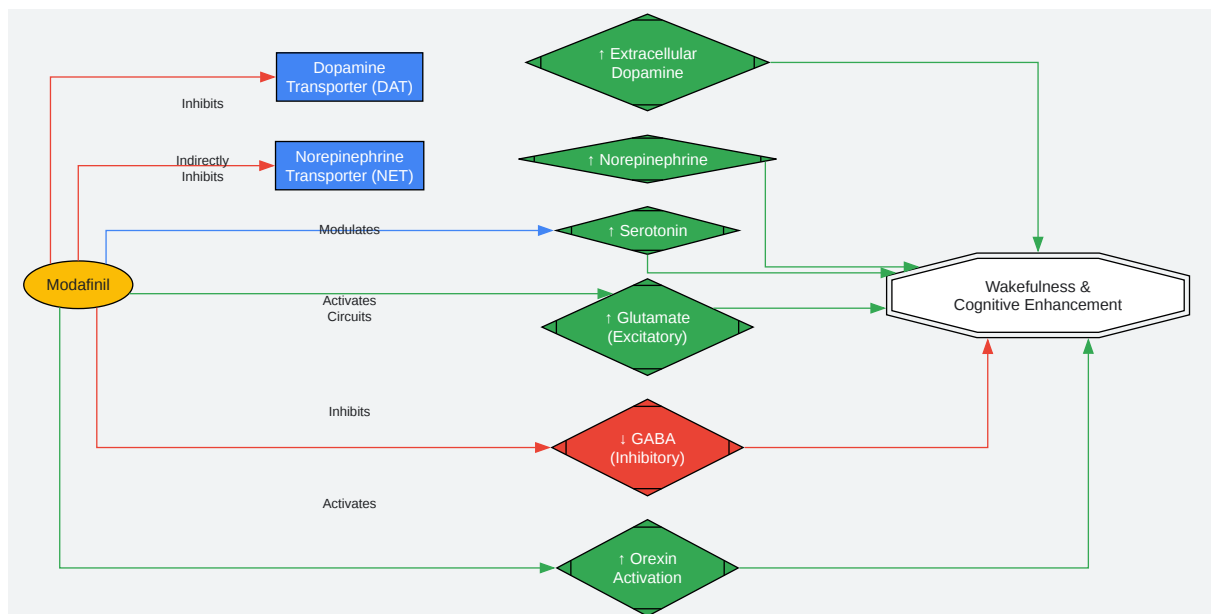 ↑ Extracellular
Dopamine
Dopamine
Transporter (DAT)
Inhibits
Norepinephrine
Transporter (NET)
Indirectly
Inhibits
↑ Norepinephrine
Modulates
↑ Serotonin
Modafinil
Wakefulness &
Cognitive Enhancement
Activates
Circuits
↑ Glutamate
(Excitatory)
Inhibits
↓ GABA
(Inhibitory)
Activates
↑ Orexin
Activation